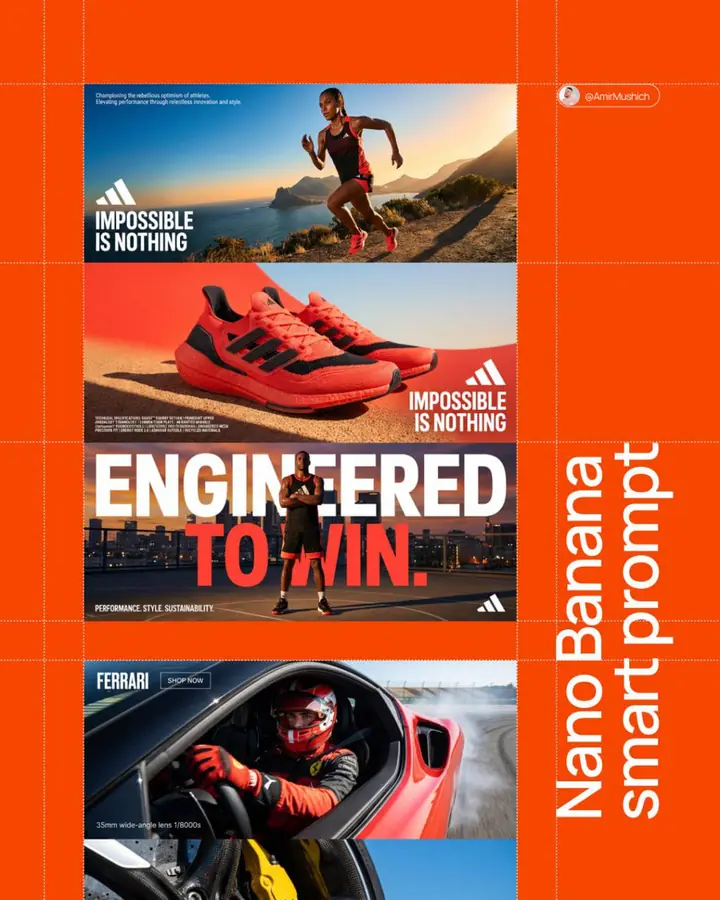 Championing the rebellious optimism of athletes.
Elevating performance through relentless innovation and style.
@AmirMushich
IMPOSSIBLE
IS NOTHING
IMPOSSIBLE
IS NOTHING
ENGINEERED
TO WIN.
PERFORMANCE. STYLE. SUSTAINABILITY.
Nano Banana
smart prompt
FERRARI
SHOP NOW
35mm wide-angle lens 1/8000s